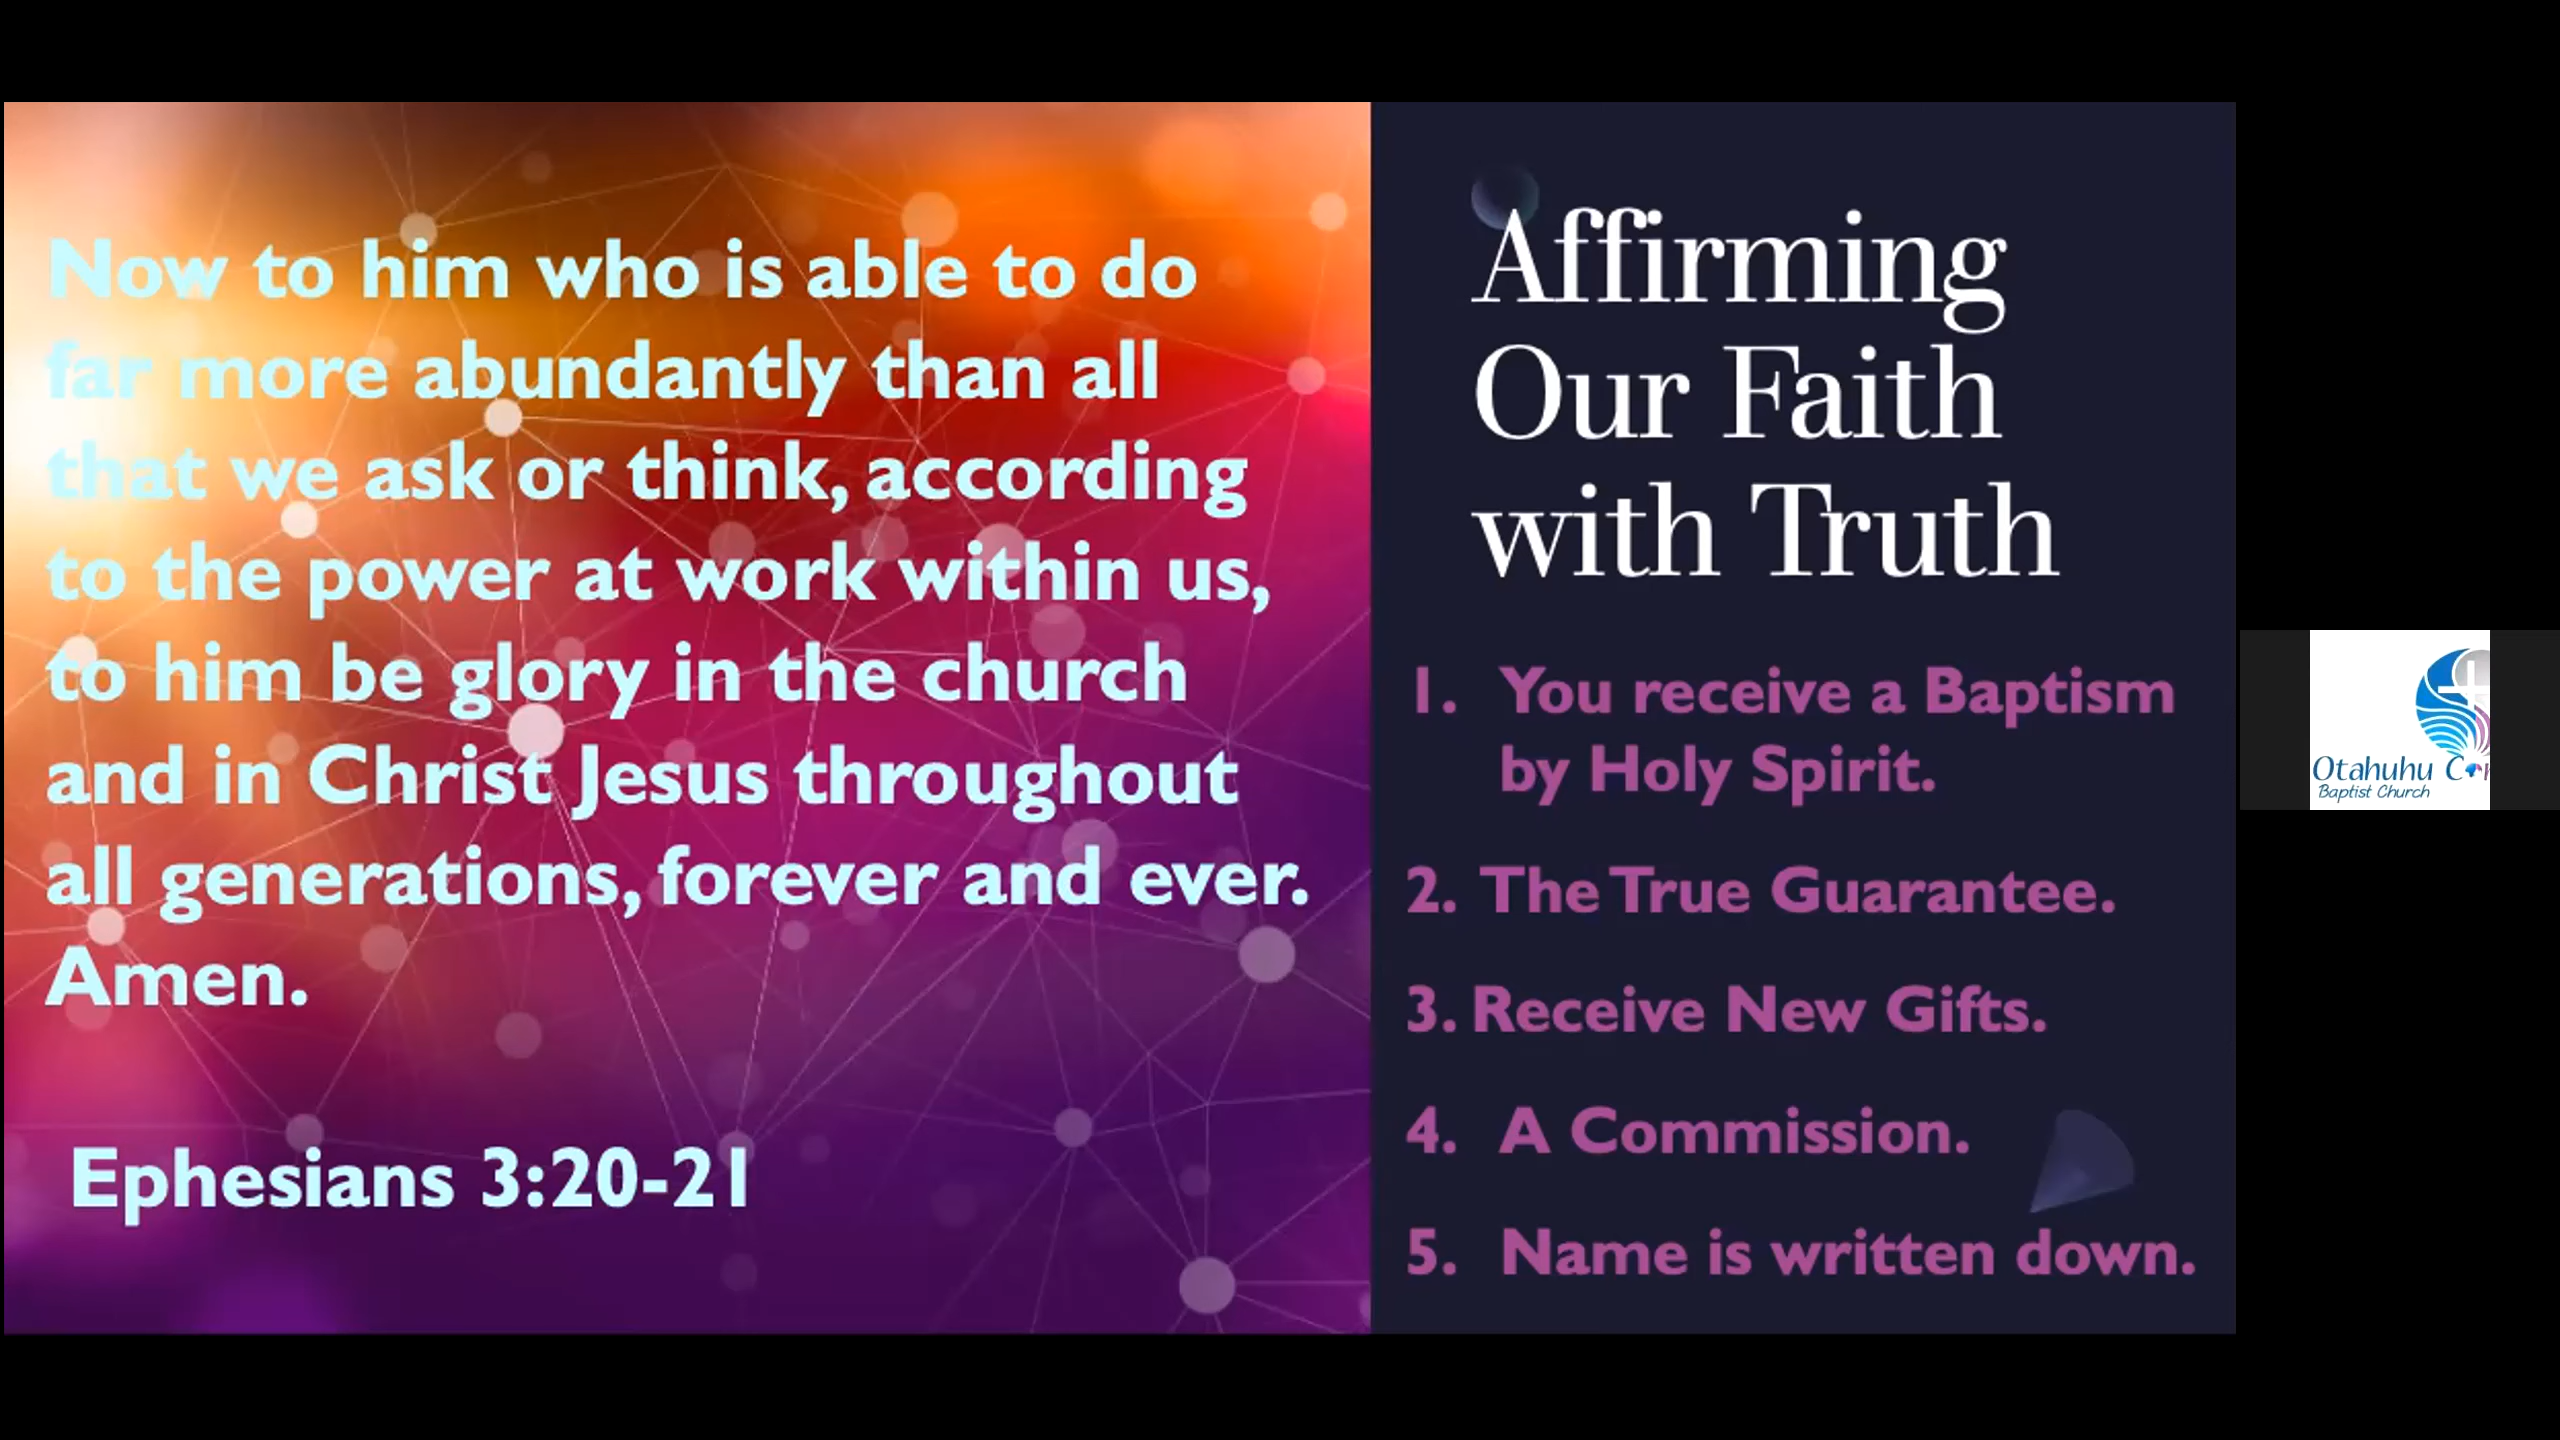 Now to him who is able to do
far more abundantly than all
that we ask or think, according
to the power at work within us,
to him be glory in the church
and in Christ Jesus throughout
all generations, forever and ever.
Amen.
Ephesians 3:20-21
Affirming
Our Faith
with Truth
1. You receive a Baptism
by Holy Spirit.
2. The True Guarantee.
3. Receive New Gifts.
4. A Commission.
5. Name is written down.
Otahuhu
Baptist Church